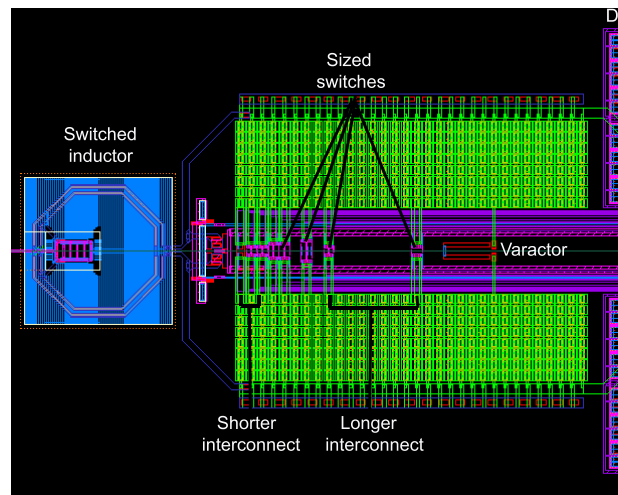 D
Sized
switches
Switched
inductor
Varactor
Shorter
interconnect
Longer
interconnect